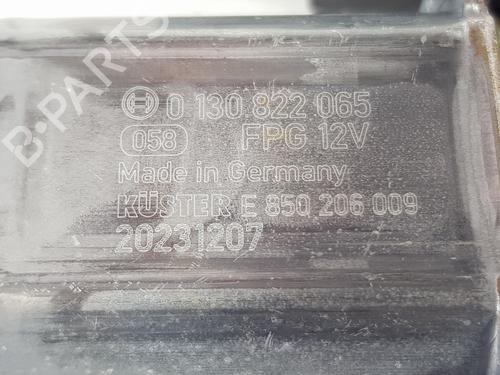 B-PARTS
0 130 822 065
058 FPG 12V
Made in Germany
KÜSTER E 850 206 009
20231207